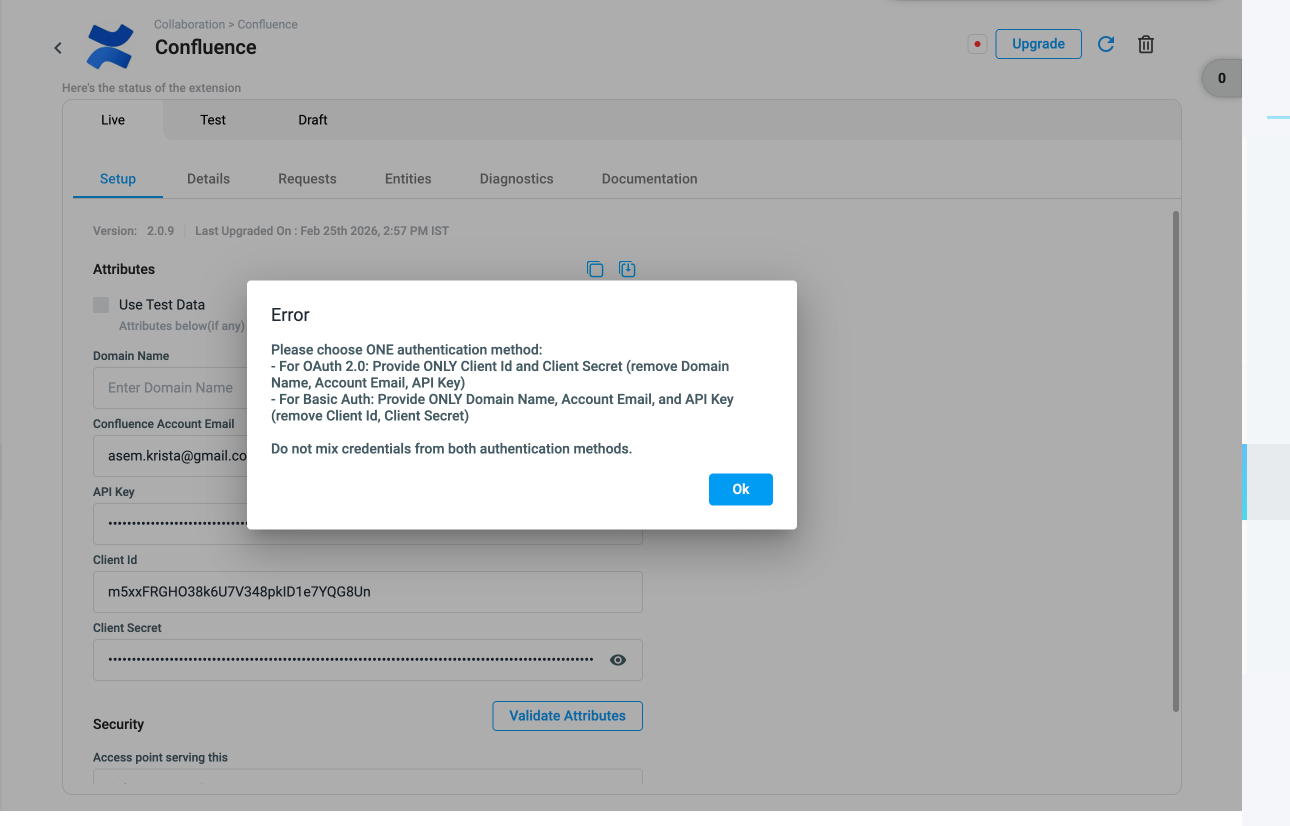 Collaboration > Confluence
Confluence
Upgrade
0
Here's the status of the extension
Live
Test
Draft
Setup
Details
Requests
Entities
Diagnostics
Documentation
Version: 2.0.9
Last Upgraded On : Feb 25th 2026, 2:57 PM IST
Attributes
Use Test Data
Attributes below(if any)
Domain Name
Enter Domain Name
Confluence Account Email
asem.krista@gmail.co
API Key
Client Id
m5xxFRGHO38k6U7V348pkID1e7YQG8Un
Client Secret
Validate Attributes
Security
Access point serving this
Error
Please choose ONE authentication method:
- For OAuth 2.0: Provide ONLY Client Id and Client Secret (remove Domain
Name, Account Email, API Key)
- For Basic Auth: Provide ONLY Domain Name, Account Email, and API Key
(remove Client Id, Client Secret)
Do not mix credentials from both authentication methods.
Ok